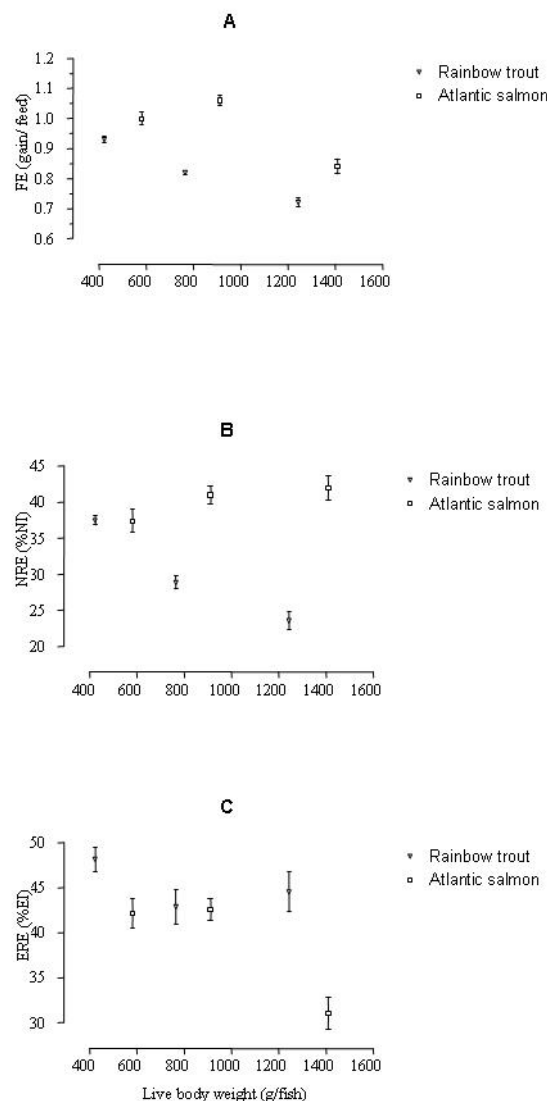 A
1.2
1.1
1.0
0.9
0.8
0.7
0.6
FE (gain/ feed)
400 600 800 1000 1200 1400 1600
Rainbow trout
Atlantic salmon
B
45
40
35
30
25
20
NRE (%NI)
400 600 800 1000 1200 1400 1600
Rainbow trout
Atlantic salmon
C
50
45
40
35
30
ERE (%EI)
400 600 800 1000 1200 1400 1600
Live body weight (g/fish)
Rainbow trout
Atlantic salmon